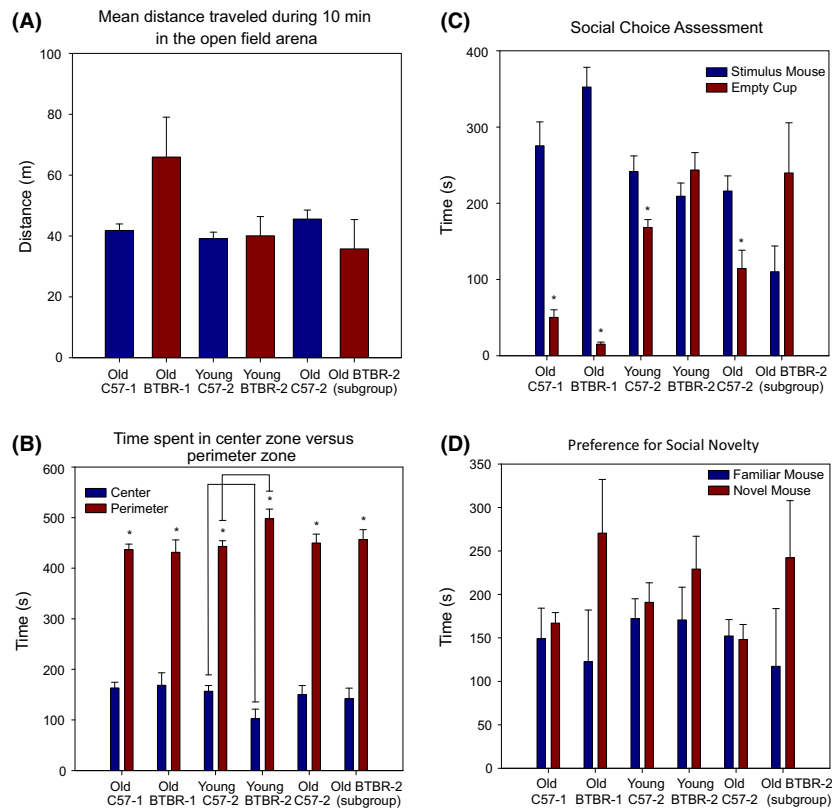 (A) Mean distance traveled during 10 min
in the open field arena
100
80
60
40
20
0
Distance (m)
Old Old Young Young Old Old BTBR-2
C57-1 BTBR-1 C57-2 BTBR-2 C57-2 (subgroup)
(B) Time spent in center zone versus
perimeter zone
600
500
400
300
200
100
0
Time (s)
Center
Perimeter
* * * * * *
Old Old Young Young Old Old BTBR-2
C57-1 BTBR-1 C57-2 BTBR-2 C57-2 (subgroup)
(C) Social Choice Assessment
400
300
200
100
0
Time (s)
Stimulus Mouse
Empty Cup
* * * *
Old Old Young Young Old Old BTBR-2
C57-1 BTBR-1 C57-2 BTBR-2 C57-2 (subgroup)
(D) Preference for Social Novelty
350
300
250
200
150
100
50
0
Time (s)
Familiar Mouse
Novel Mouse
Old Old Young Young Old Old BTBR-2
C57-1 BTBR-1 C57-2 BTBR-2 C57-2 (subgroup)